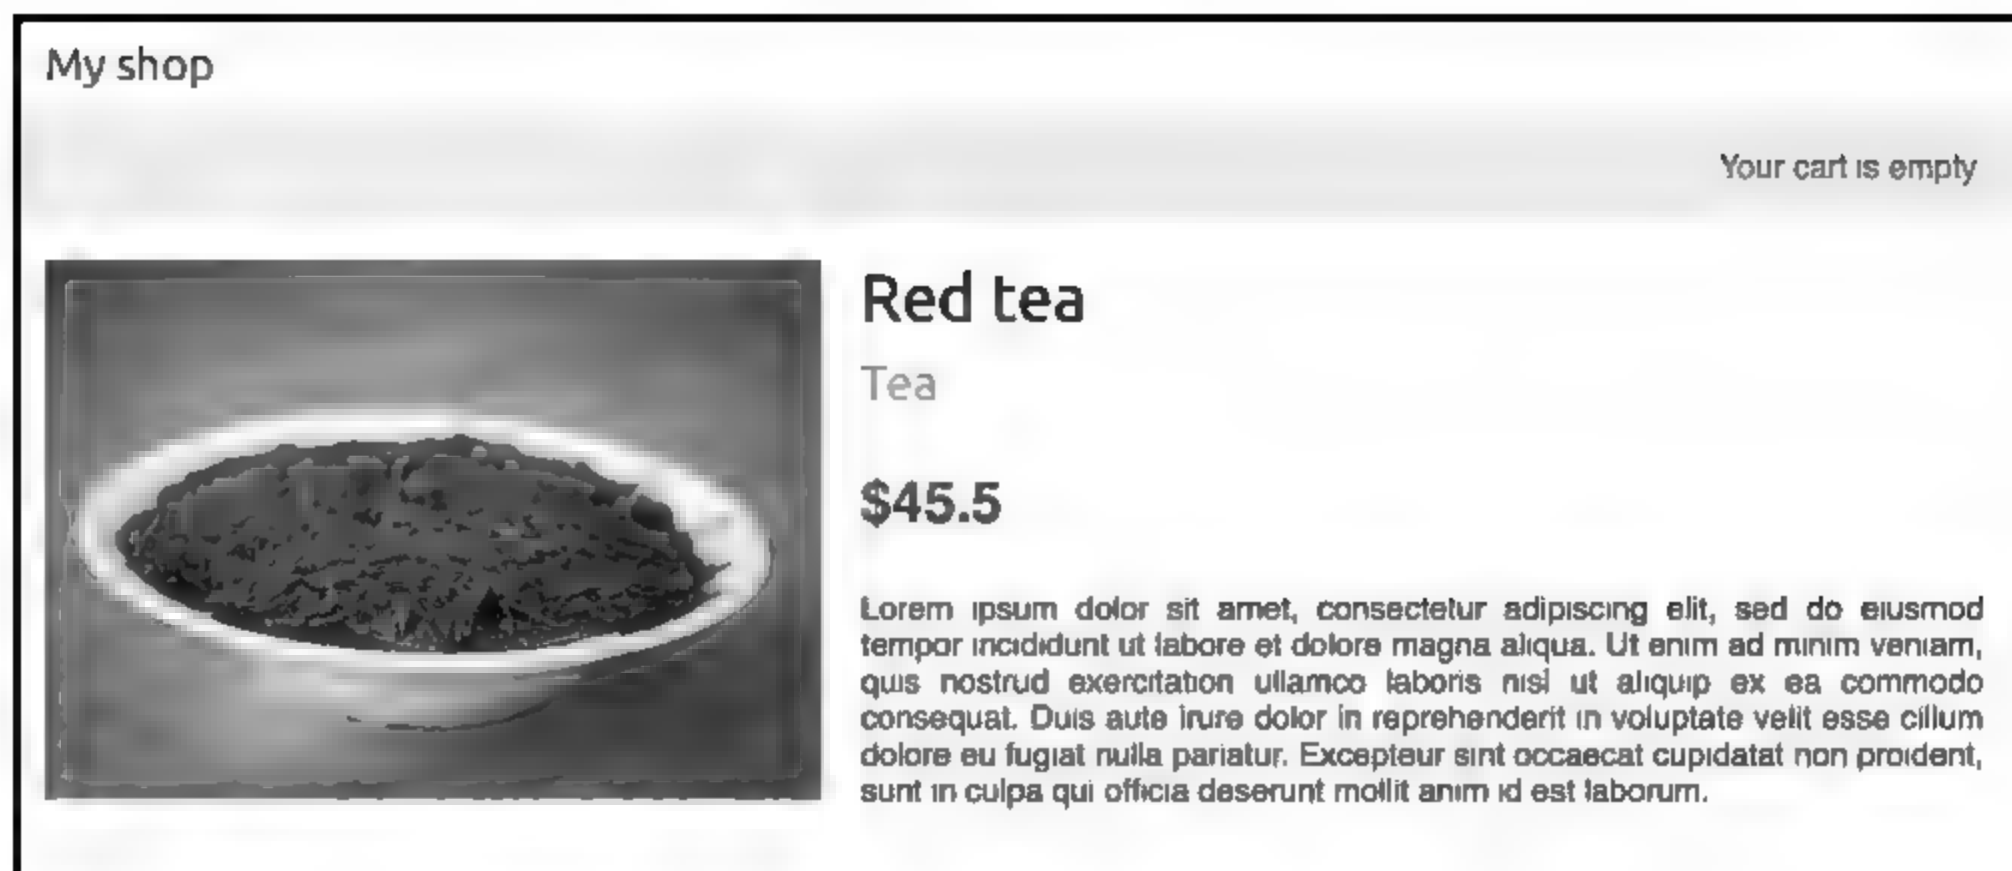 My shop
Your cart is empty
Red tea
Tea
$45.5
Lorem ipsum dolor sit amet, consectetur adipiscing elit, sed do eiusmod
tempor incididunt ut labore et dolore magna aliqua. Ut enim ad minim veniam,
quis nostrud exercitation ullamco laboris nisi ut aliquip ex ea commodo
consequat. Duis aute irure dolor in reprehenderit in voluptate velit esse cillum
dolore eu fugiat nulla pariatur. Excepteur sint occaecat cupidatat non proident,
sunt in culpa qui officia deserunt mollit anim id est laborum.